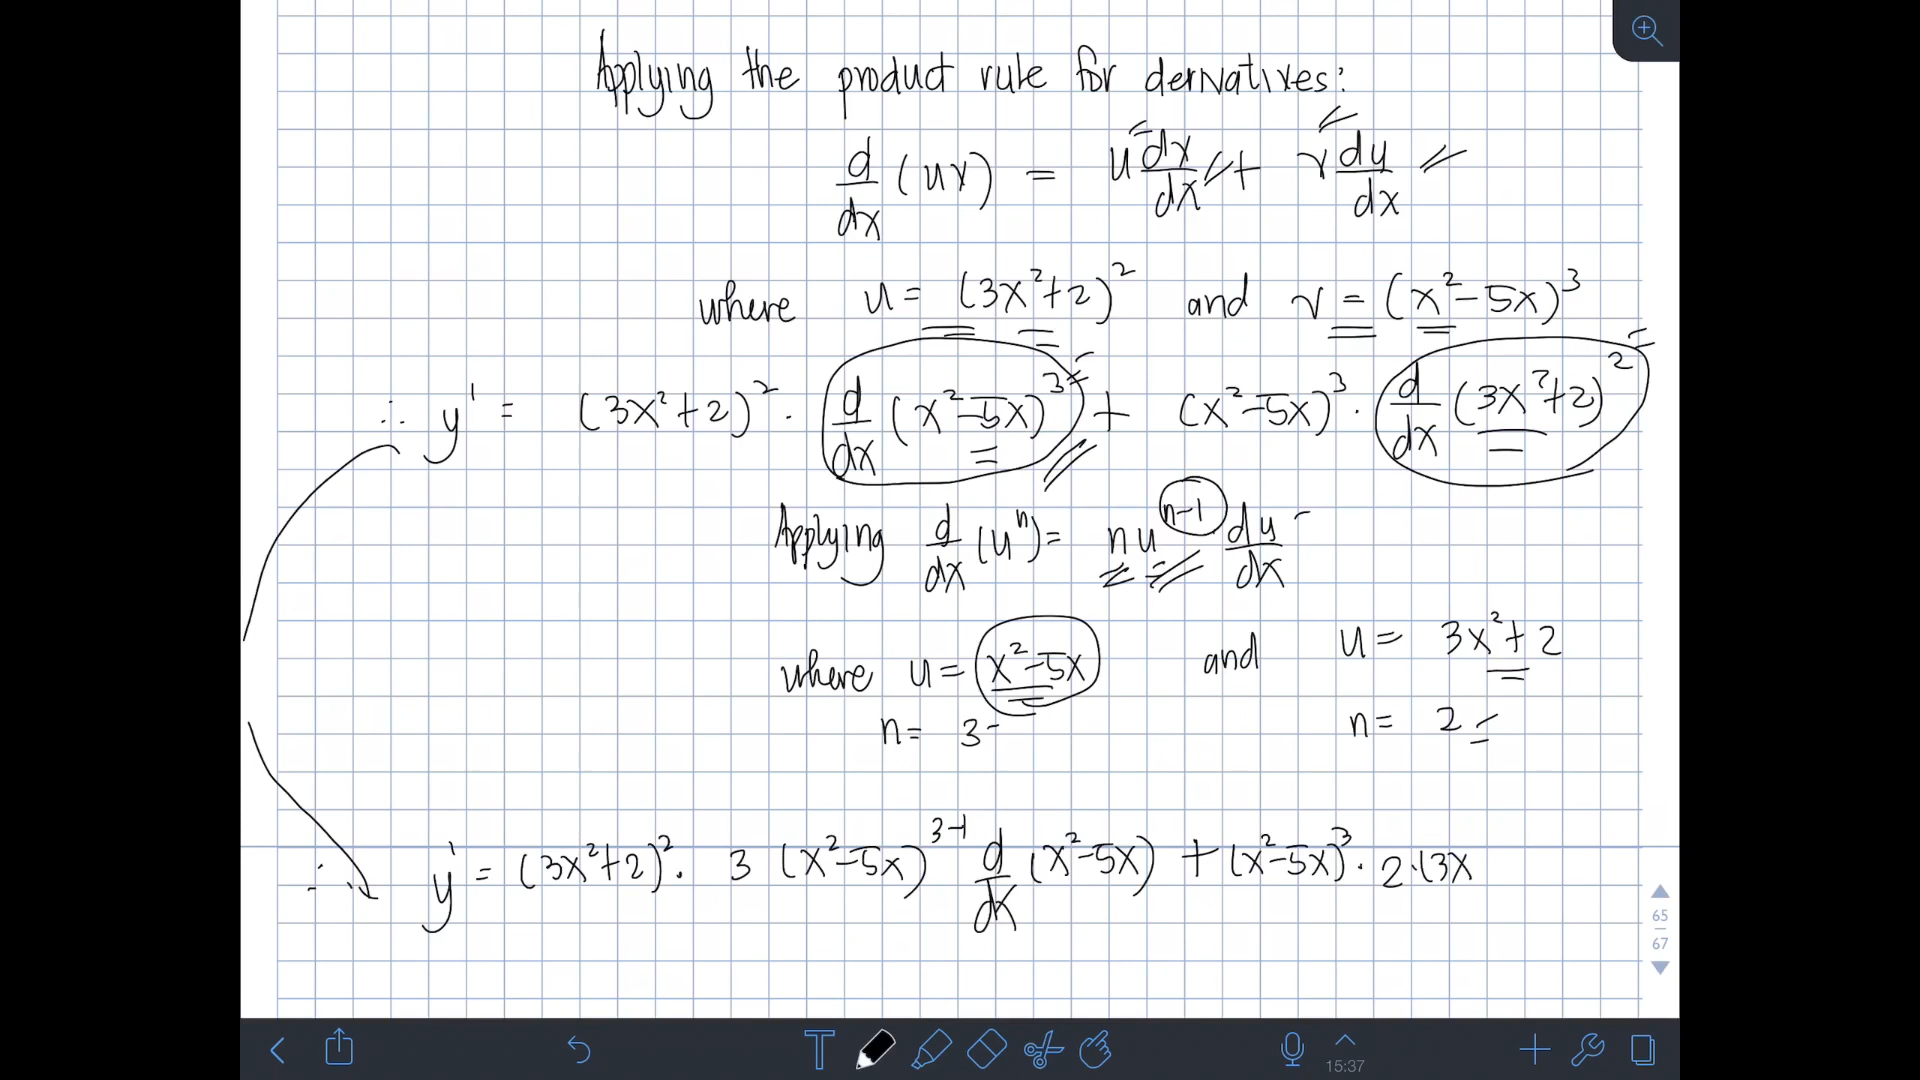 Applying the product rule for derivatives:
d/dx (uv) = u dv/dx + v du/dx
where u = (3x²+2)² and v = (x²-5x)³
∴ y' = (3x²+2)² · d/dx (x²-5x)³ + (x²-5x)³ · d/dx (3x²+2)²
Applying d/dx (uⁿ) = nuⁿ⁻¹ du/dx
where u = x²-5x and u = 3x²+2
n = 3 n = 2
∴ y' = (3x²+2)² · 3 (x²-5x)³⁻¹ d/dx (x²-5x) + (x²-5x)³ · 2·(3x
65
67
T
15:37